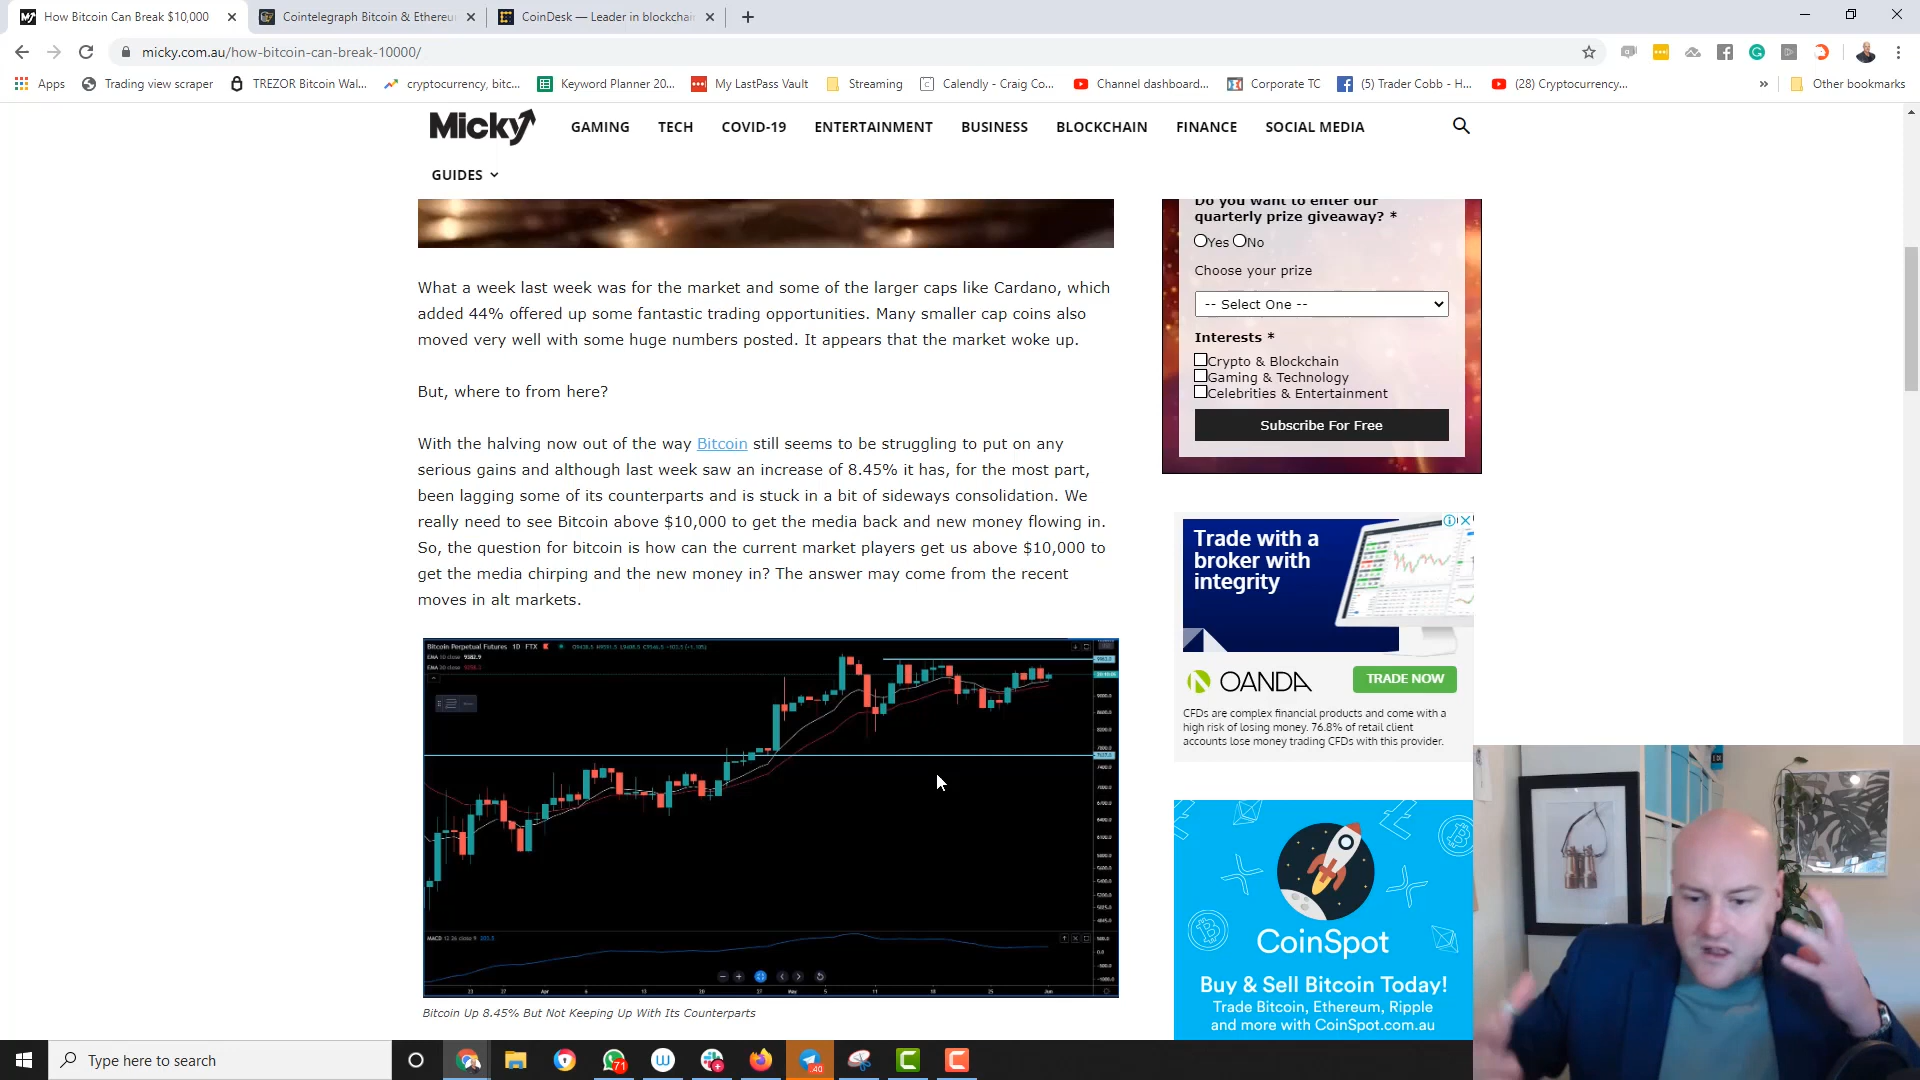 How Bitcoin Can Break $10,000
Cointelegraph Bitcoin & Ethereu
CoinDesk — Leader in blockchai
micky.com.au/how-bitcoin-can-break-10000/
Apps
Trading view scraper
TREZOR Bitcoin Wal...
cryptocurrency, bitc...
Keyword Planner 20...
My LastPass Vault
Streaming
Calendly - Craig Co...
Channel dashboard...
Corporate TC
(5) Trader Cobb - H...
(28) Cryptocurrency...
»
Other bookmarks
Micky
GAMING
TECH
COVID-19
ENTERTAINMENT
BUSINESS
BLOCKCHAIN
FINANCE
SOCIAL MEDIA
GUIDES
What a week last week was for the market and some of the larger caps like Cardano, which
added 44% offered up some fantastic trading opportunities. Many smaller cap coins also
moved very well with some huge numbers posted. It appears that the market woke up.
But, where to from here?
With the halving now out of the way Bitcoin still seems to be struggling to put on any
serious gains and although last week saw an increase of 8.45% it has, for the most part,
been lagging some of its counterparts and is stuck in a bit of sideways consolidation. We
really need to see Bitcoin above $10,000 to get the media back and new money flowing in.
So, the question for bitcoin is how can the current market players get us above $10,000 to
get the media chirping and the new money in? The answer may come from the recent
moves in alt markets.
Bitcoin Perpetual Futures 1D FTX
MACD 12 26 close 9
Bitcoin Up 8.45% But Not Keeping Up With Its Counterparts
Do you want to enter our
quarterly prize giveaway? *
Yes No
Choose your prize
-- Select One --
Interests *
Crypto & Blockchain
Gaming & Technology
Celebrities & Entertainment
Subscribe For Free
Trade with a
broker with
integrity
OANDA
TRADE NOW
CFDs are complex financial products and come with a
high risk of losing money. 76.8% of retail client
accounts lose money trading CFDs with this provider.
CoinSpot
Buy & Sell Bitcoin Today!
Trade Bitcoin, Ethereum, Ripple
and more with CoinSpot.com.au
Type here to search
71
40